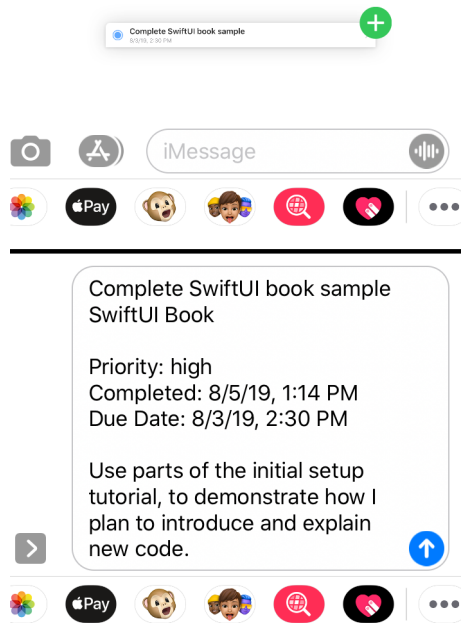 Complete SwiftUI book sample
8/3/19, 2:30 PM
iMessage
Pay
Complete SwiftUI book sample
SwiftUI Book
Priority: high
Completed: 8/5/19, 1:14 PM
Due Date: 8/3/19, 2:30 PM
Use parts of the initial setup
tutorial, to demonstrate how I
plan to introduce and explain
new code.
Pay